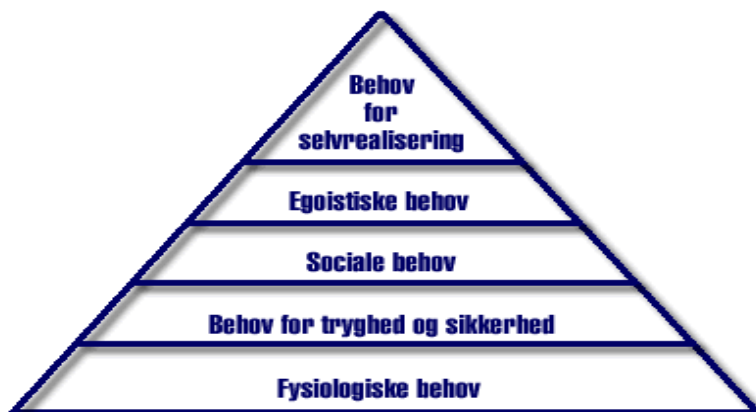 Behov
for
selvrealisering
Egoistiske behov
Sociale behov
Behov for tryghed og sikkerhed
Fysiologiske behov